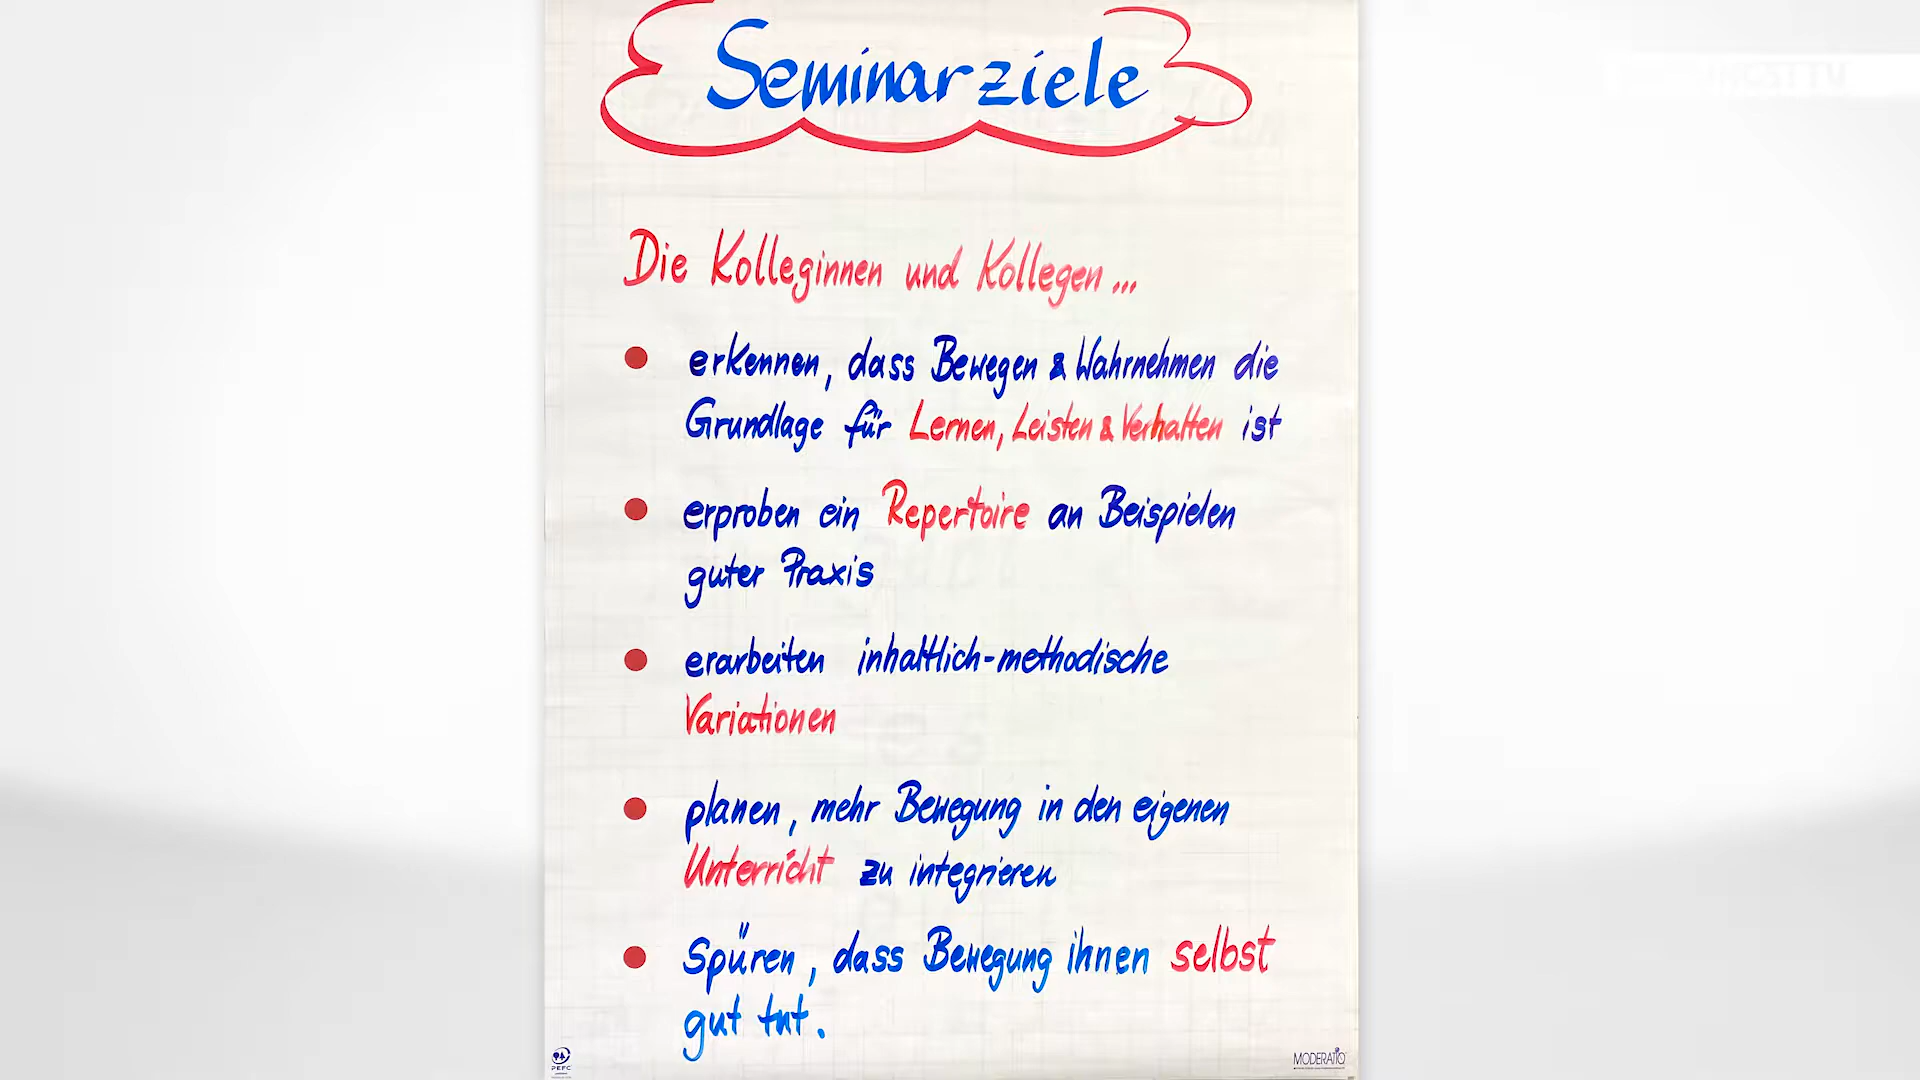 Seminarziele
Die Kolleginnen und Kollegen...
erkennen, dass Bewegen & Wahrnehmen die
Grundlage für Lernen, Leisten & Verhalten ist
erproben ein Repertoire an Beispielen
guter Praxis
erarbeiten inhaltlich-methodische
Variationen
planen, mehr Bewegung in den eigenen
Unterricht zu integrieren
Spüren, dass Bewegung ihnen selbst
gut tut.
PEFC
MODERATIO